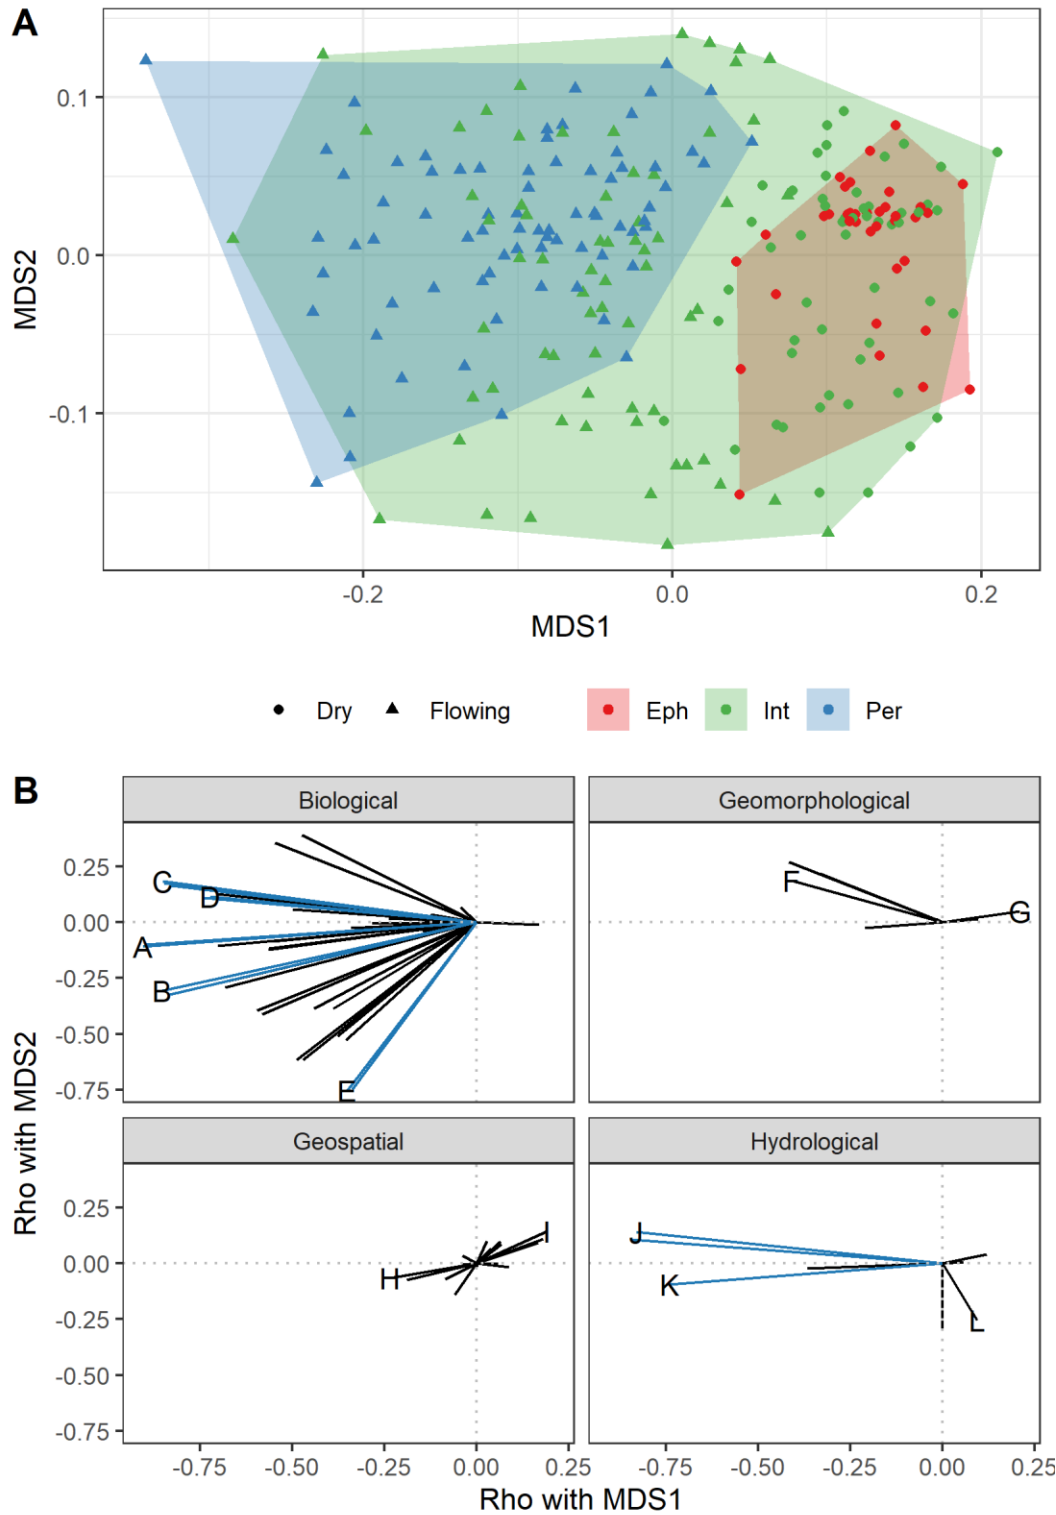 A
0.1
0.0
-0.1
MDS2
-0.2 0.0 0.2
MDS1
Dry Flowing Eph Int Per
B
Biological Geomorphological
0.25
0.00
-0.25
-0.50
-0.75
C
D
A
B
E
F
G
Geospatial Hydrological
0.25
0.00
-0.25
-0.50
-0.75
I
H
J
K
L
Rho with MDS2
-0.75 -0.50 -0.25 0.00 0.25 -0.75 -0.50 -0.25 0.00 0.25
Rho with MDS1